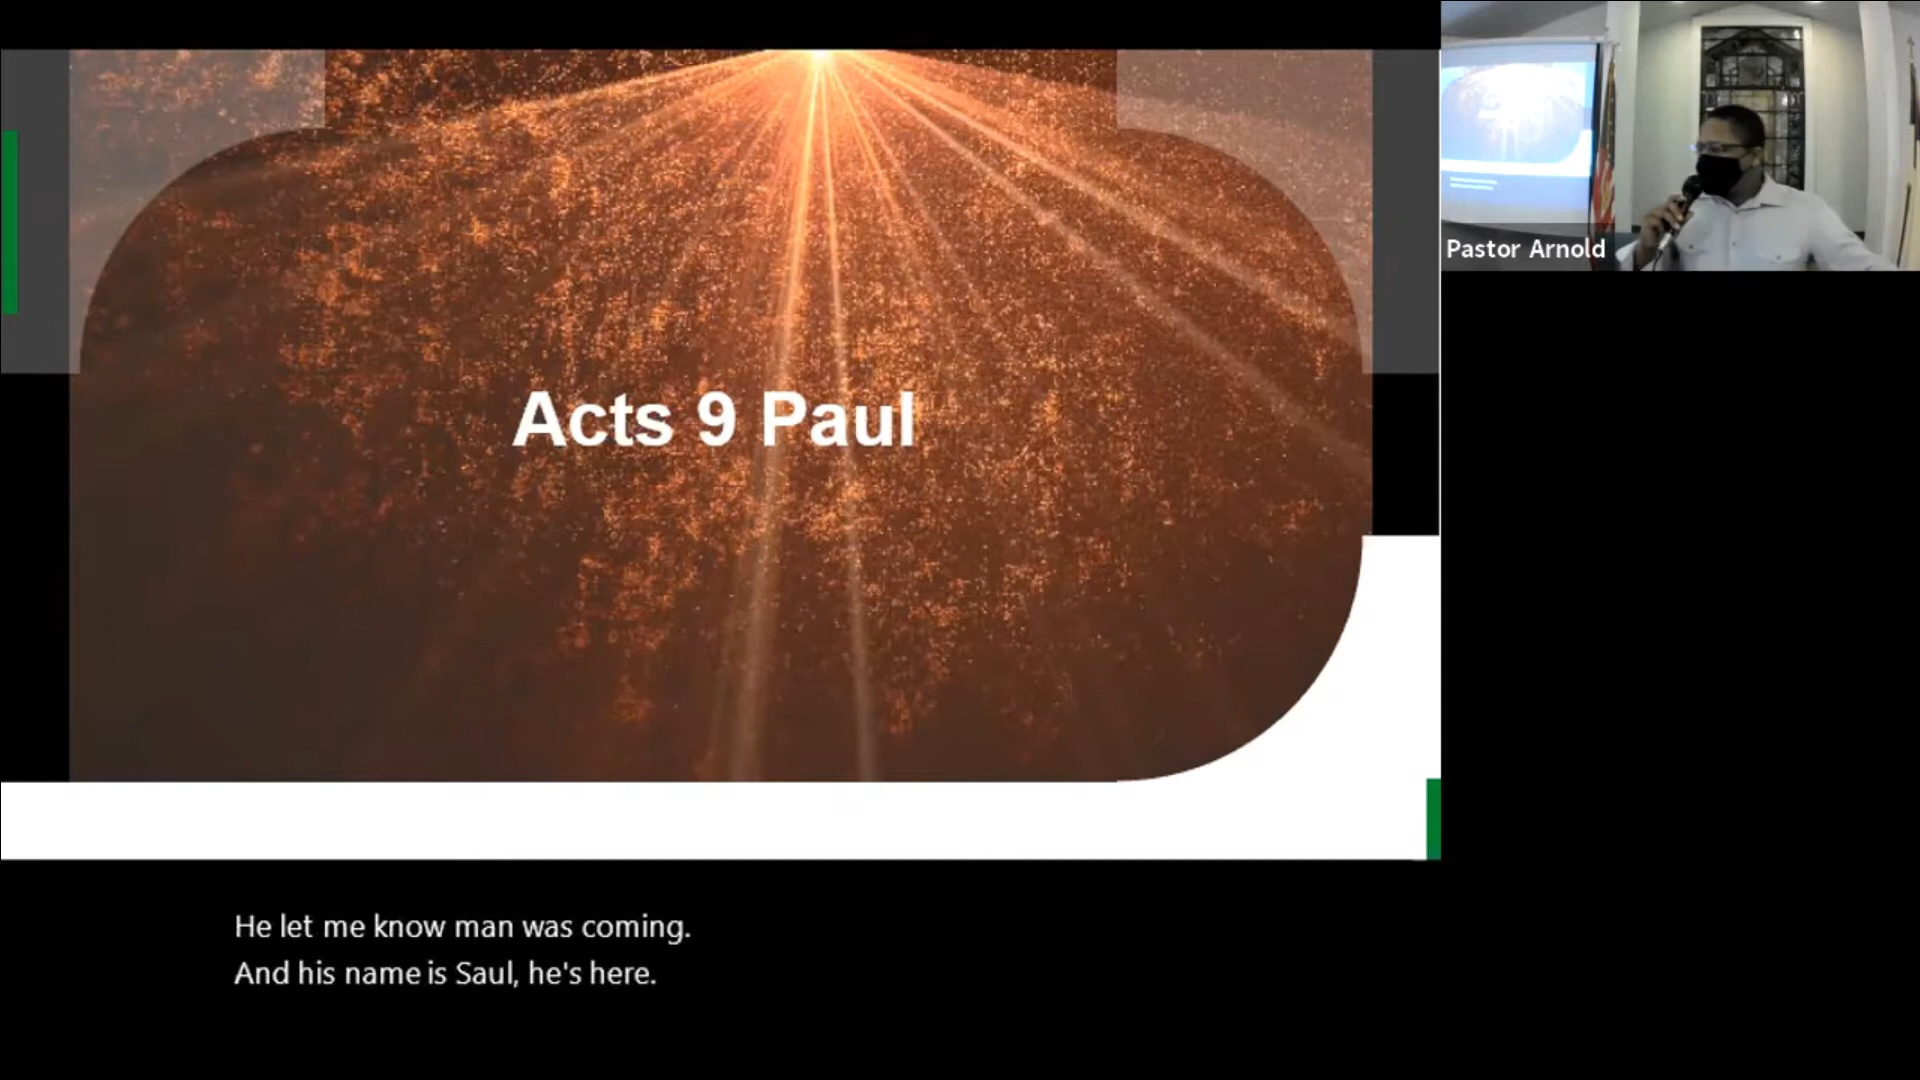 Acts 9 Paul
Pastor Arnold
He let me know man was coming.
And his name is Saul, he's here.